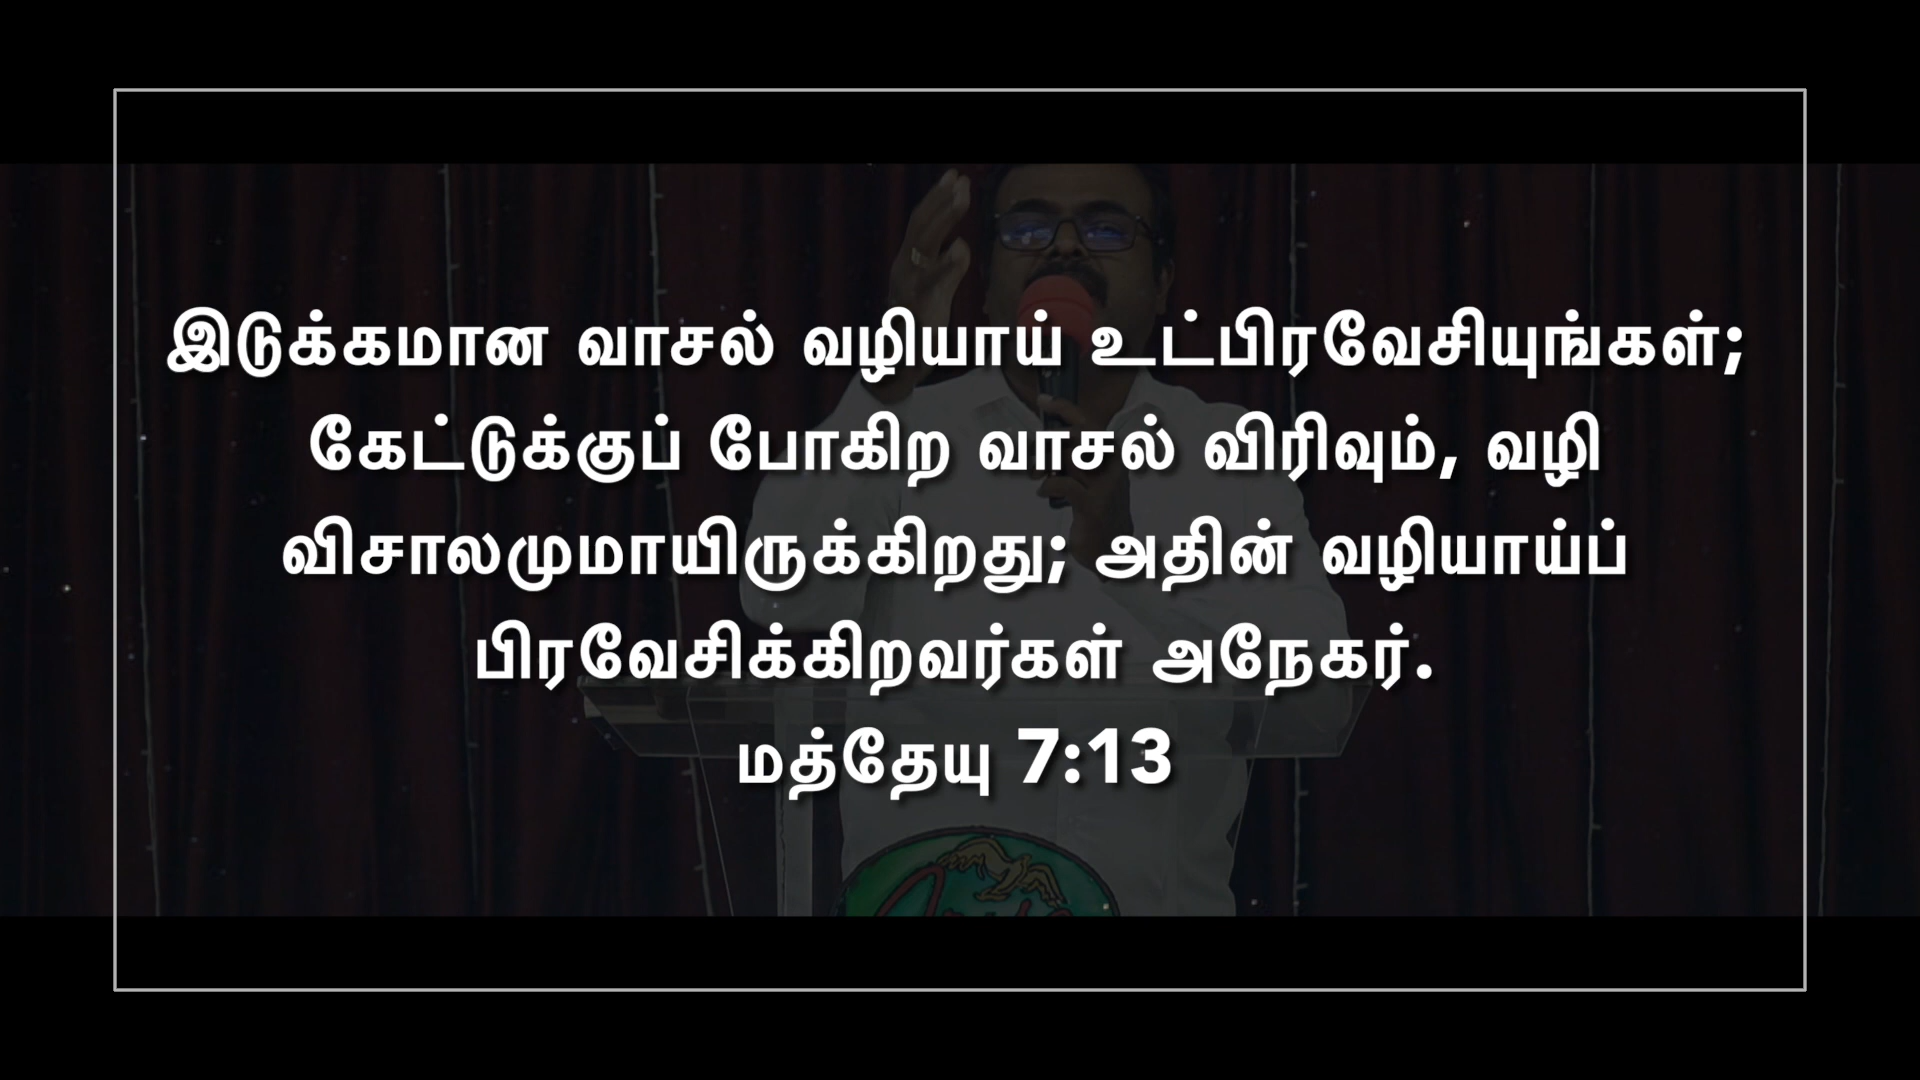 இடுக்கமான வாசல் வழியாய் உட்பிரவேசியுங்கள்;
கேட்டுக்குப் போகிற வாசல் விரிவும், வழி
விசாலமுமாயிருக்கிறது; அதின் வழியாய்ப்
பிரவேசிக்கிறவர்கள் அநேகர்.
மத்தேயு 7:13